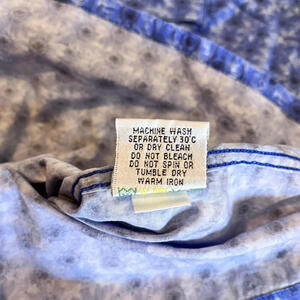 MACHINE WASH
SEPARATELY 30°C
OR DRY CLEAN
DO NOT BLEACH
DO NOT SPIN OR
TUMBLE DRY
WARM IRON